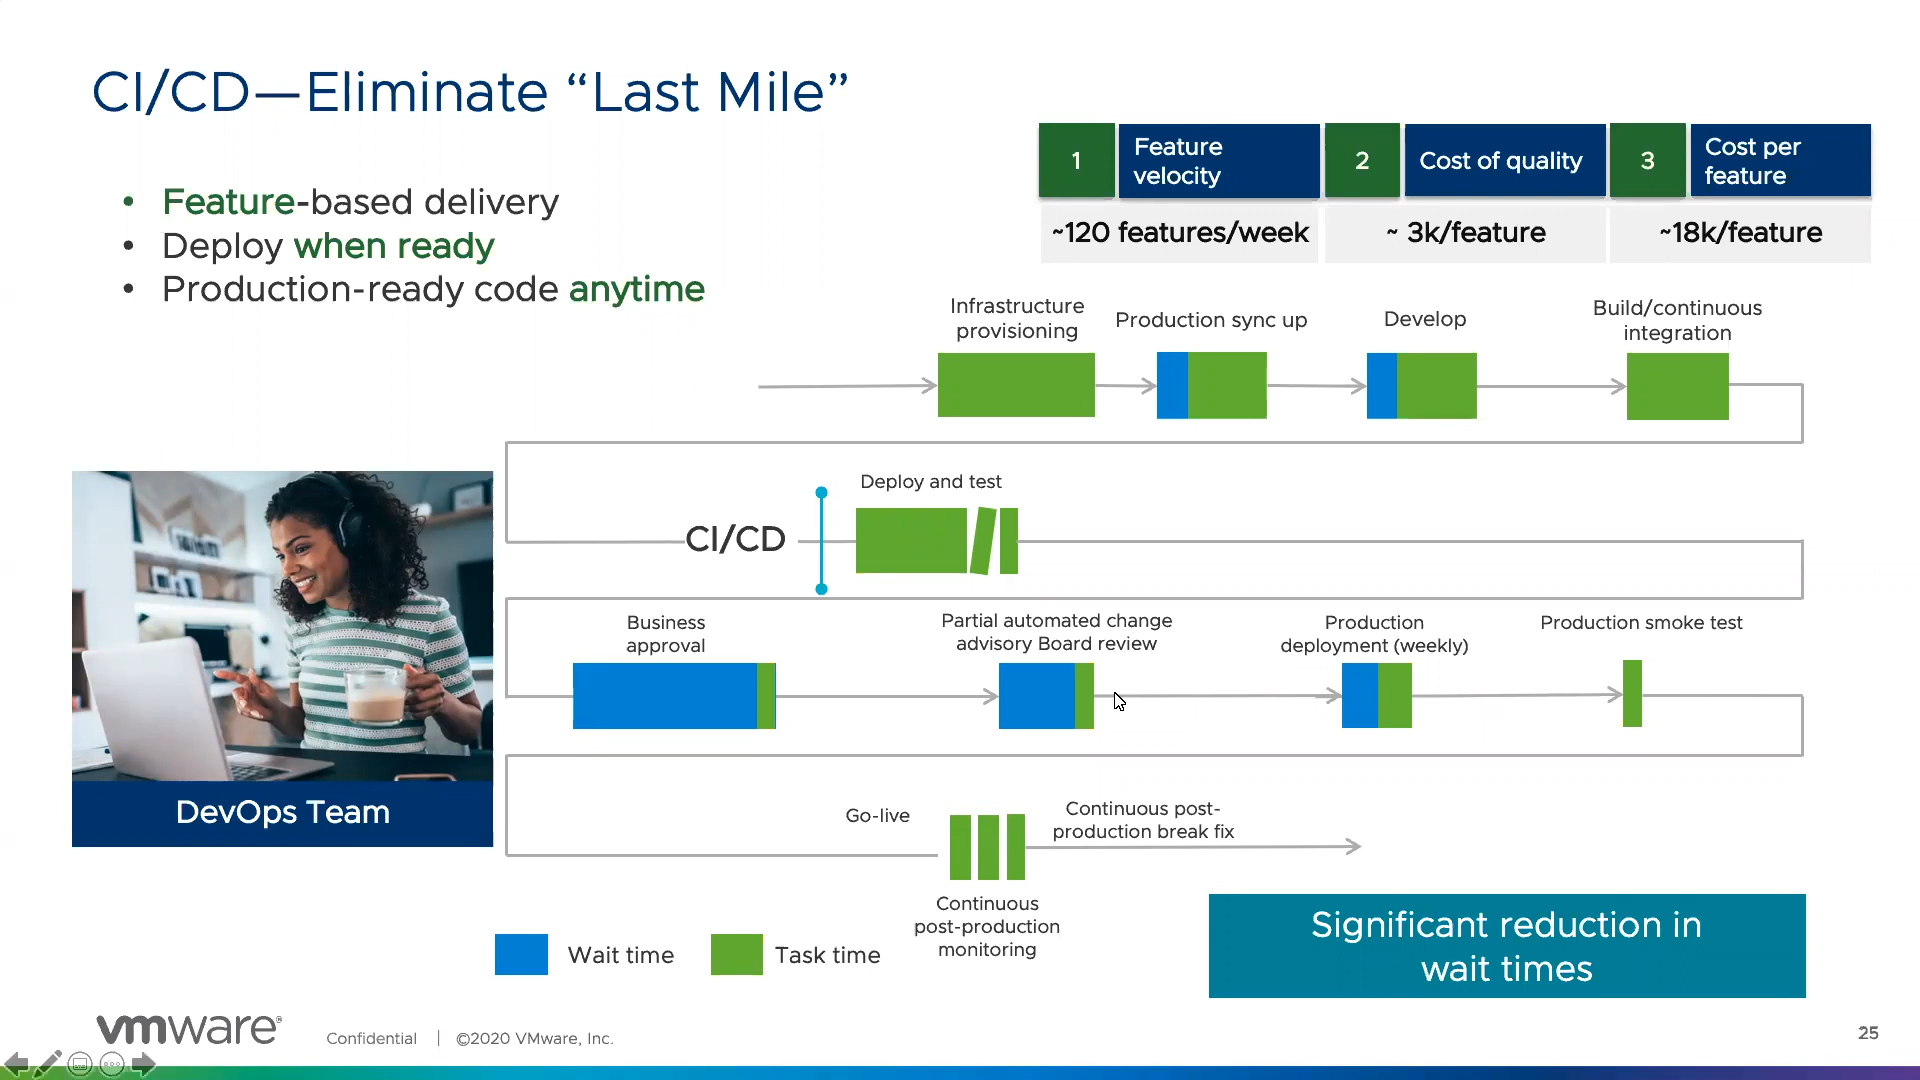 CI/CD—Eliminate “Last Mile”
• Feature-based delivery
• Deploy when ready
• Production-ready code anytime
1
Feature
velocity
2
Cost of quality
3
Cost per
feature
~120 features/week
~ 3k/feature
~18k/feature
Infrastructure
provisioning
Production sync up
Develop
Build/continuous
integration
Deploy and test
CI/CD
Business
approval
Partial automated change
advisory Board review
Production
deployment (weekly)
Production smoke test
DevOps Team
Go-live
Continuous post-
production break fix
Continuous
post-production
monitoring
Wait time
Task time
Significant reduction in
wait times
vmware®
Confidential | ©2020 VMware, Inc.
25